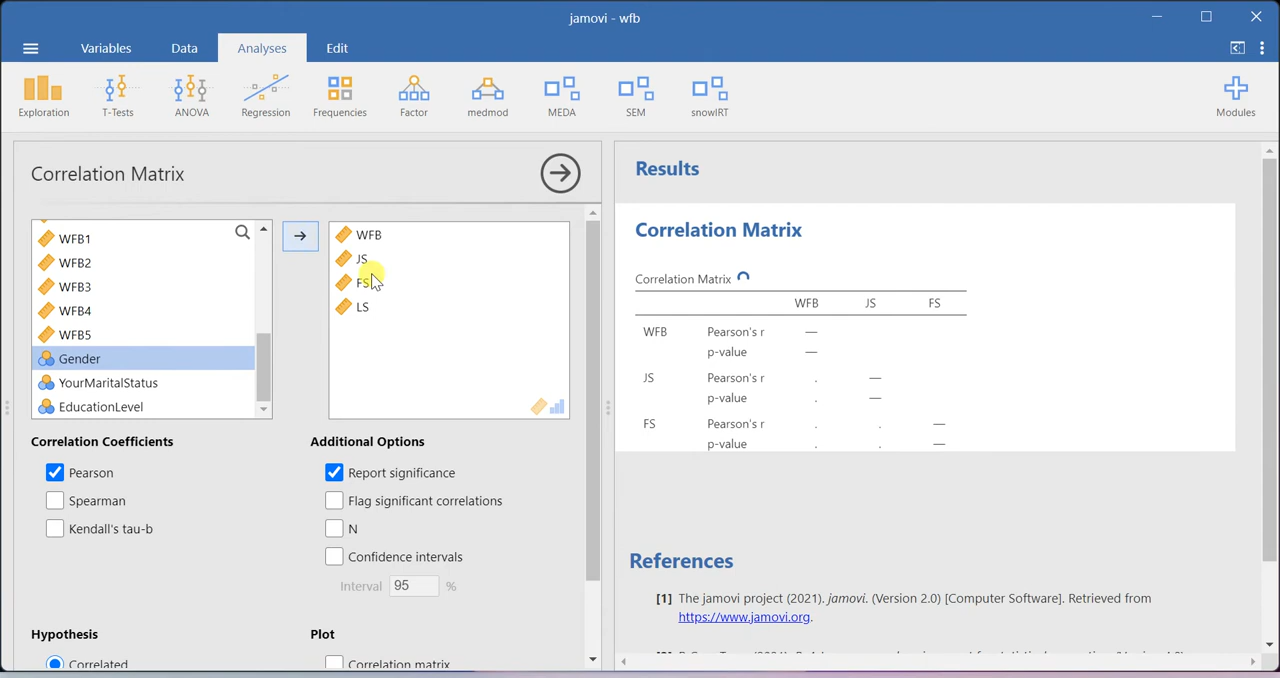 jamovi - wfb
Variables
Data
Analyses
Edit
Exploration
T-Tests
ANOVA
Regression
Frequencies
Factor
medmod
MEDA
SEM
snowIRT
Modules
Correlation Matrix
WFB1
WFB2
WFB3
WFB4
WFB5
Gender
YourMaritalStatus
EducationLevel
WFB
JS
FS
LS
Correlation Coefficients
Pearson
Spearman
Kendall's tau-b
Additional Options
Report significance
Flag significant correlations
N
Confidence intervals
Interval 95 %
Hypothesis
Correlated
Plot
Correlation matrix
Results
Correlation Matrix
Correlation Matrix
WFB JS FS
WFB Pearson's r —
p-value —
JS Pearson's r . —
p-value . —
FS Pearson's r . . —
p-value . . —
References
[1] The jamovi project (2021). jamovi. (Version 2.0) [Computer Software]. Retrieved from
https://www.jamovi.org.